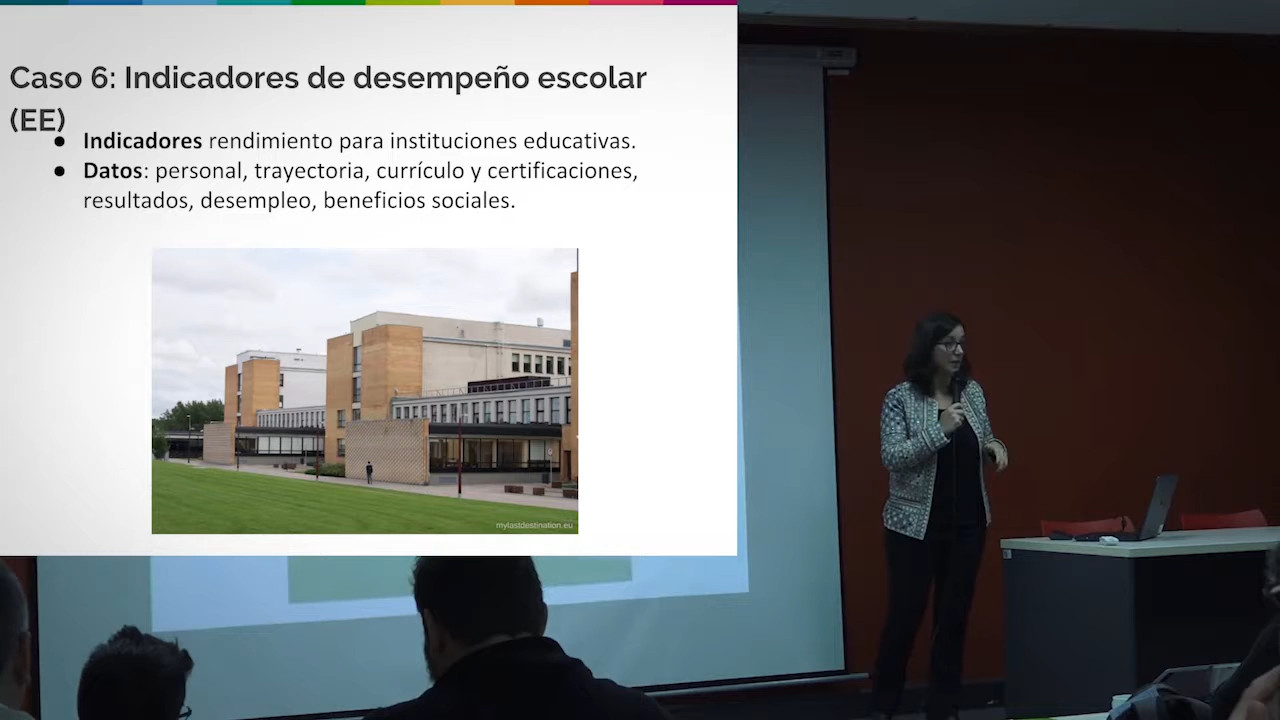 Caso 6: Indicadores de desempeño escolar
(EE)
● Indicadores rendimiento para instituciones educativas.
● Datos: personal, trayectoria, currículo y certificaciones,
resultados, desempleo, beneficios sociales.
mylastdestination.eu